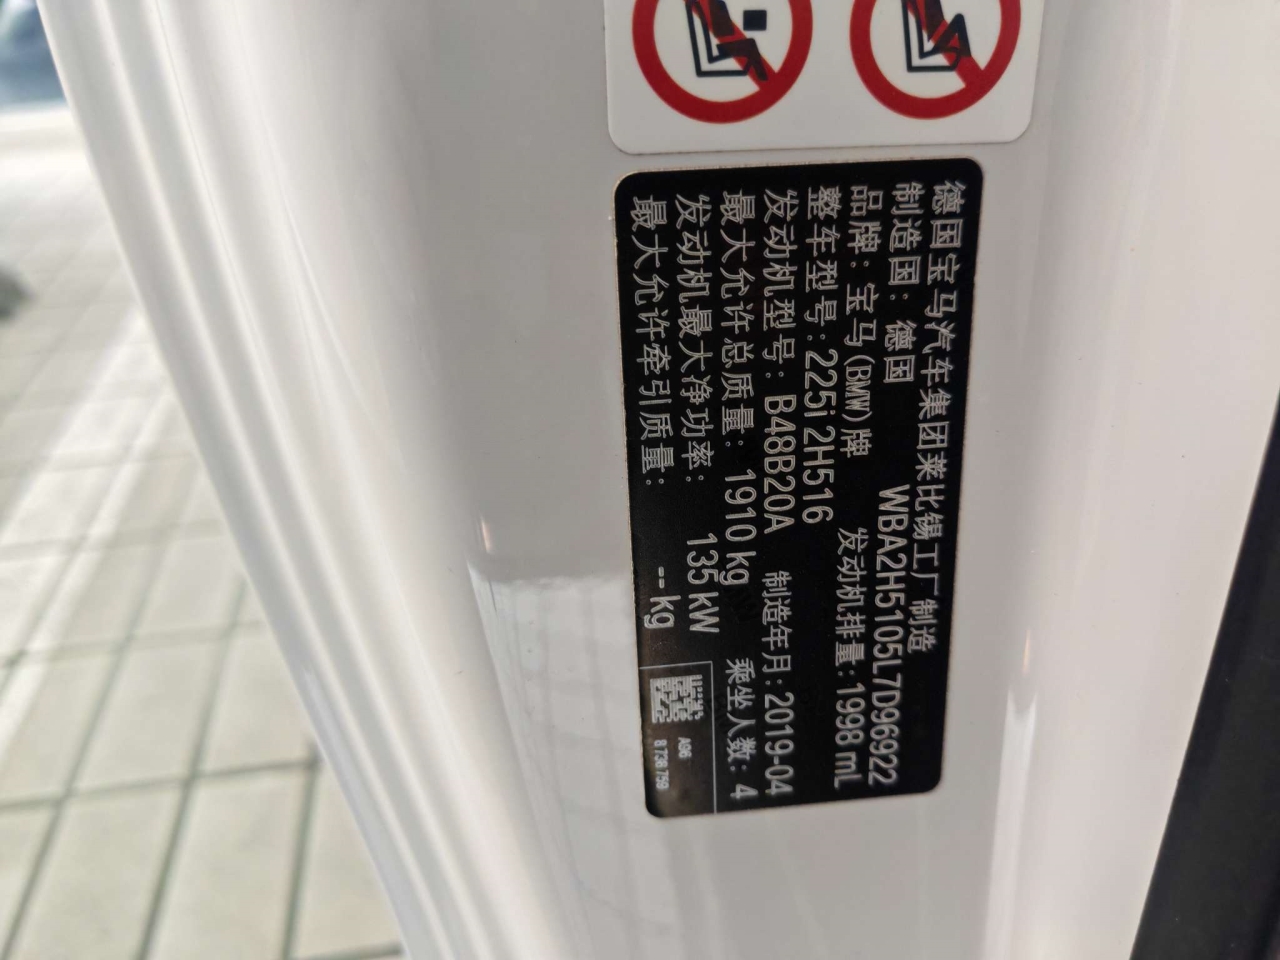 德国宝马汽车集团莱比锡工厂制造
制造国：德国 WBA2H5105L7D96922
品牌：宝马(BMW)牌 发动机排量：1998 mL
整车型号：225i 2H516
发动机型号：B48B20A 制造年月：2019-04
最大允许总质量：1910 kg 乘坐人数：4
发动机最大净功率：135 kW
最大允许牵引质量：-- kg
A96
8 738 759